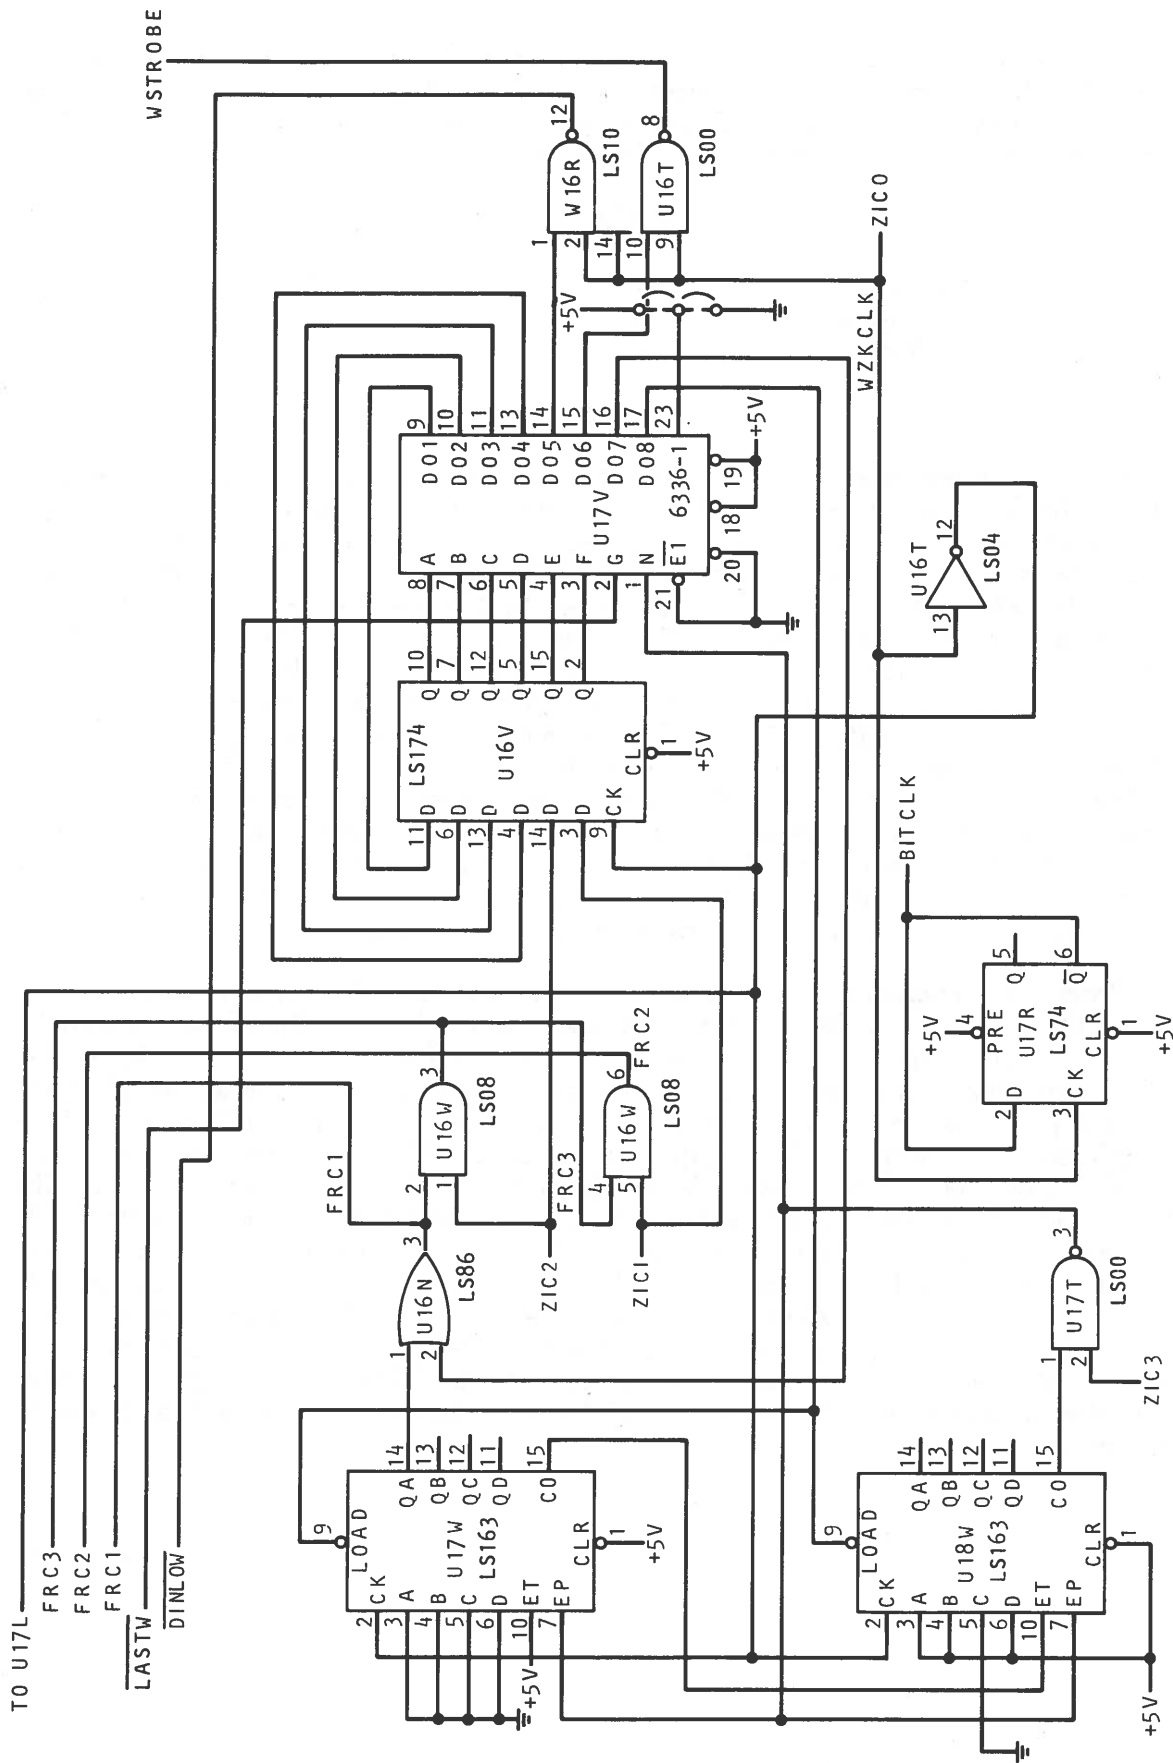 WSTROBE
12
W16R
LS10
8
U16T
LS00
1
2
14
10
9
ZICO
WZKCLK
+5V
9
10
11
13
14
15
16
17
23
DO1
DO2
DO3
DO4
DO5
DO6
DO7
DO8
6336-1
U17V
A
B
C
D
E
F
G
N
E1
19
18
20
+5V
8
7
6
5
4
3
2
1
21
U16T
12
LS04
13
10
7
12
5
15
2
Q
Q
Q
Q
Q
Q
LS174
U16V
CLR
1
+5V
D
D
D
D
D
D
CK
11
6
13
4
14
3
9
BITCLK
5
6
Q
Q
+5V
4
PRE
U17R
LS74
CLR
1
+5V
D
CK
2
3
FRC2
3
U16W
LS08
6
U16W
LS08
FRC1
2
1
FRC3
4
5
3
U16N
LS86
ZIC2
ZIC1
1
2
3
U17T
LS00
1
2
ZIC3
14
13
12
11
15
QA
QB
QC
QD
CO
9
LOAD
U17W
LS163
CLR
1
+5V
CK
A
B
C
D
ET
EP
2
3
4
5
6
10
7
+5V
14
13
12
11
15
QA
QB
QC
QD
CO
9
LOAD
U18W
LS163
CLR
1
CK
A
B
C
D
ET
EP
2
3
4
5
6
10
7
+5V
TO U17L
FRC3
FRC2
FRC1
LASTW
DINLOW